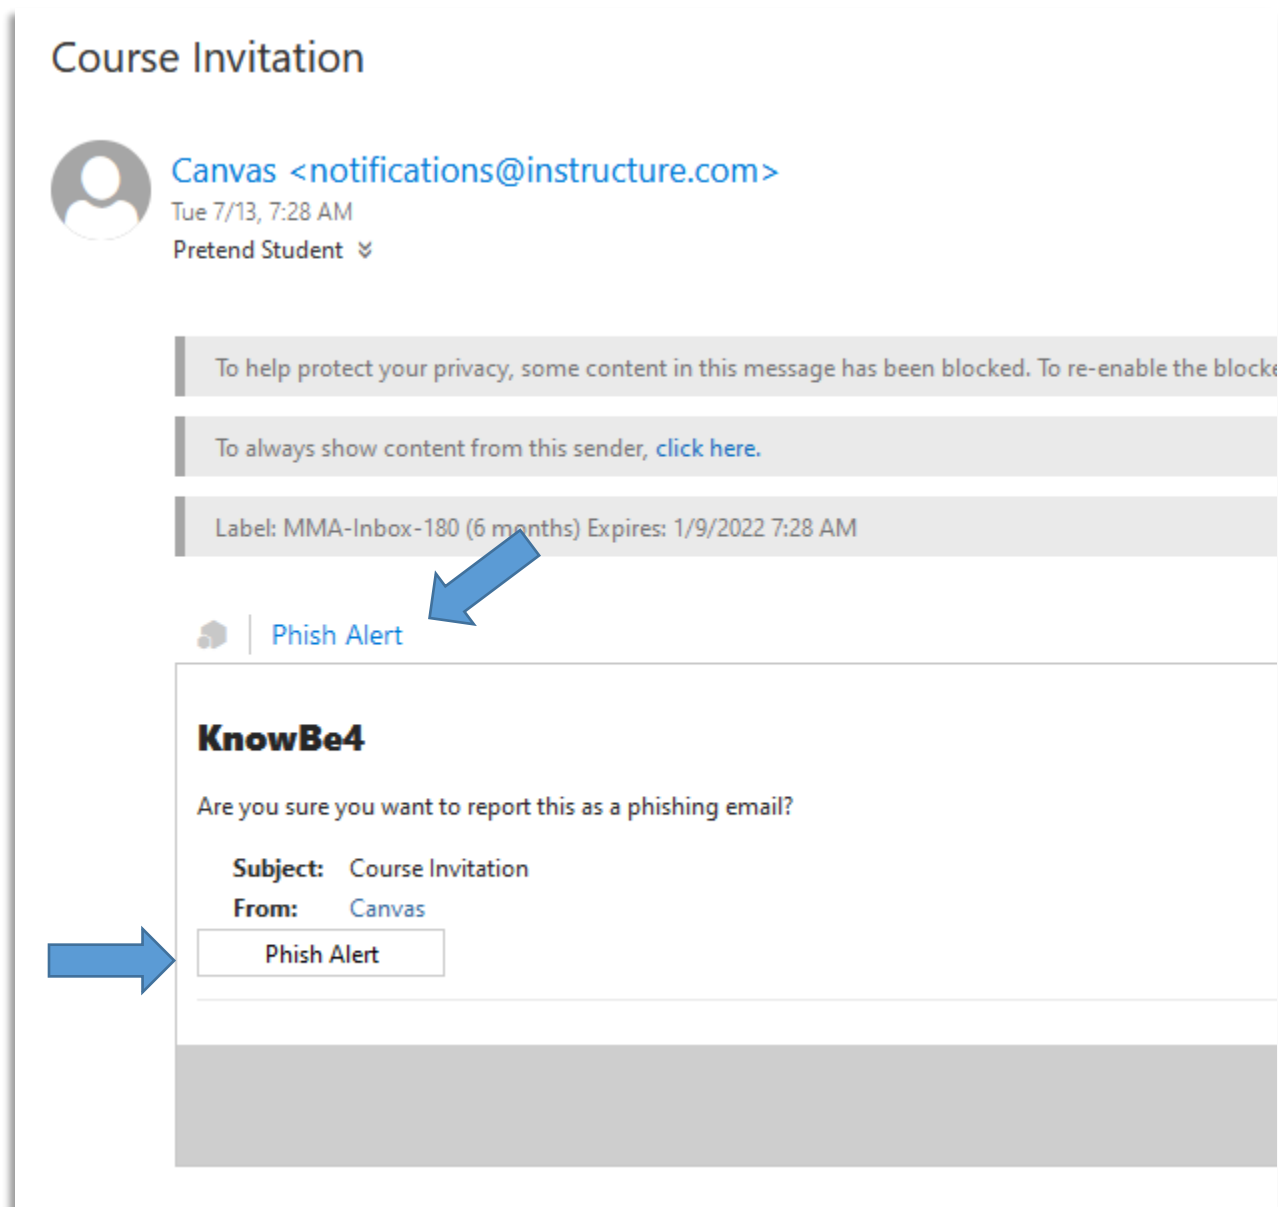 Course Invitation
Canvas <notifications@instructure.com>
Tue 7/13, 7:28 AM
Pretend Student
To help protect your privacy, some content in this message has been blocked. To re-enable the blocke
To always show content from this sender, click here.
Label: MMA-Inbox-180 (6 months) Expires: 1/9/2022 7:28 AM
Phish Alert
KnowBe4
Are you sure you want to report this as a phishing email?
Subject: Course Invitation
From: Canvas
Phish Alert